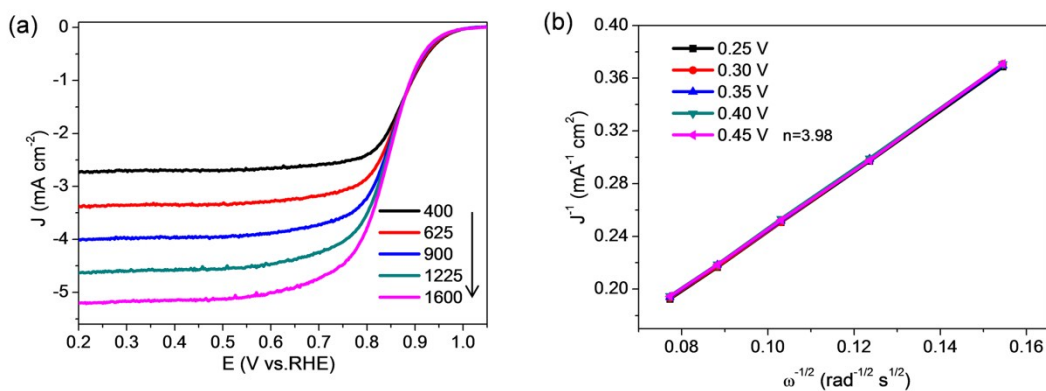 (a)
J (mA cm⁻²)
0
-1
-2
-3
-4
-5
400
625
900
1225
1600
0.2 0.3 0.4 0.5 0.6 0.7 0.8 0.9 1.0
E (V vs.RHE)
(b)
J⁻¹ (mA⁻¹ cm²)
0.40
0.36
0.32
0.28
0.24
0.20
0.25 V
0.30 V
0.35 V
0.40 V
0.45 V n=3.98
0.08 0.10 0.12 0.14 0.16
ω⁻¹/² (rad⁻¹/² s¹/²)